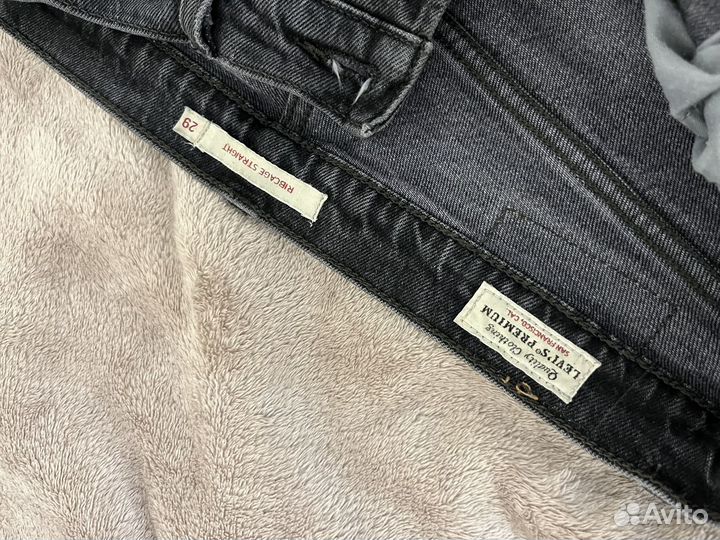 29
RIBCAGE STRAIGHT
Quality Clothing
LEVI'S® PREMIUM
SAN FRANCISCO, CAL
Avito